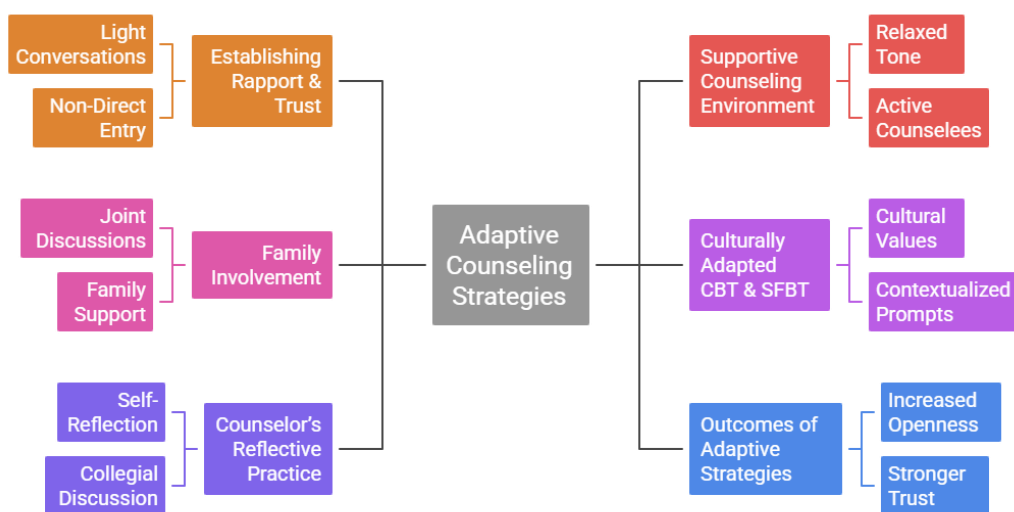 Light
Conversations
Non-Direct
Entry
Establishing
Rapport &
Trust
Joint
Discussions
Family
Support
Family
Involvement
Self-
Reflection
Collegial
Discussion
Counselor's
Reflective
Practice
Adaptive
Counseling
Strategies
Supportive
Counseling
Environment
Relaxed
Tone
Active
Counselees
Culturally
Adapted
CBT & SFBT
Cultural
Values
Contextualized
Prompts
Outcomes of
Adaptive
Strategies
Increased
Openness
Stronger
Trust